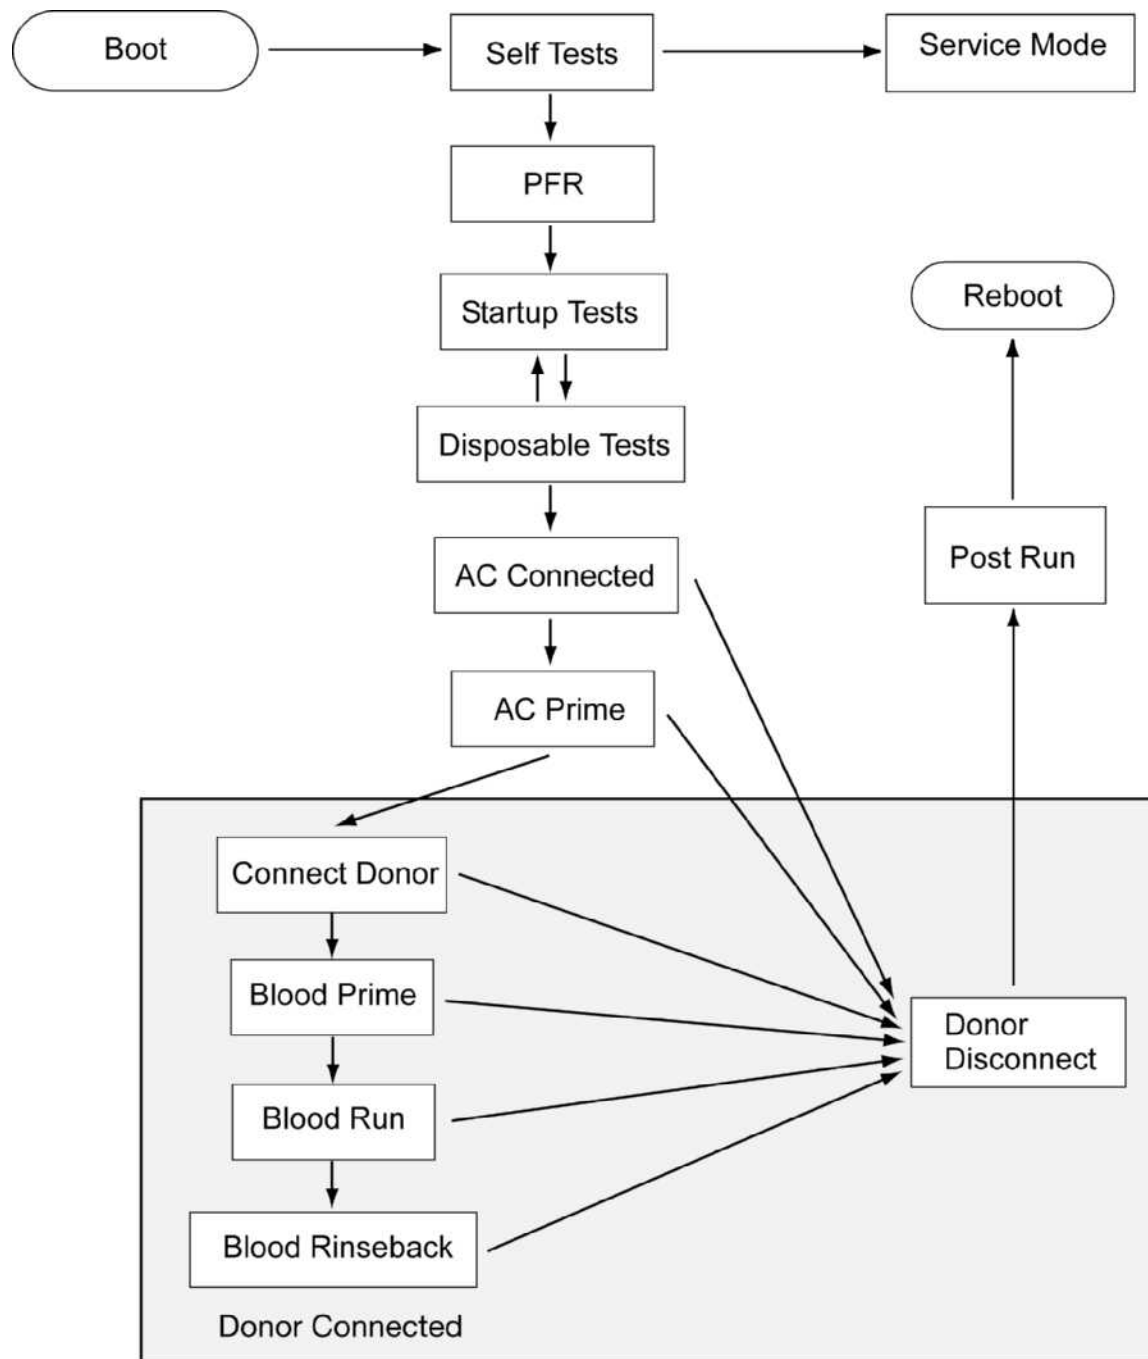 Boot
Self Tests
Service Mode
PFR
Startup Tests
Reboot
Disposable Tests
Post Run
AC Connected
AC Prime
Connect Donor
Blood Prime
Donor
Disconnect
Blood Run
Blood Rinseback
Donor Connected